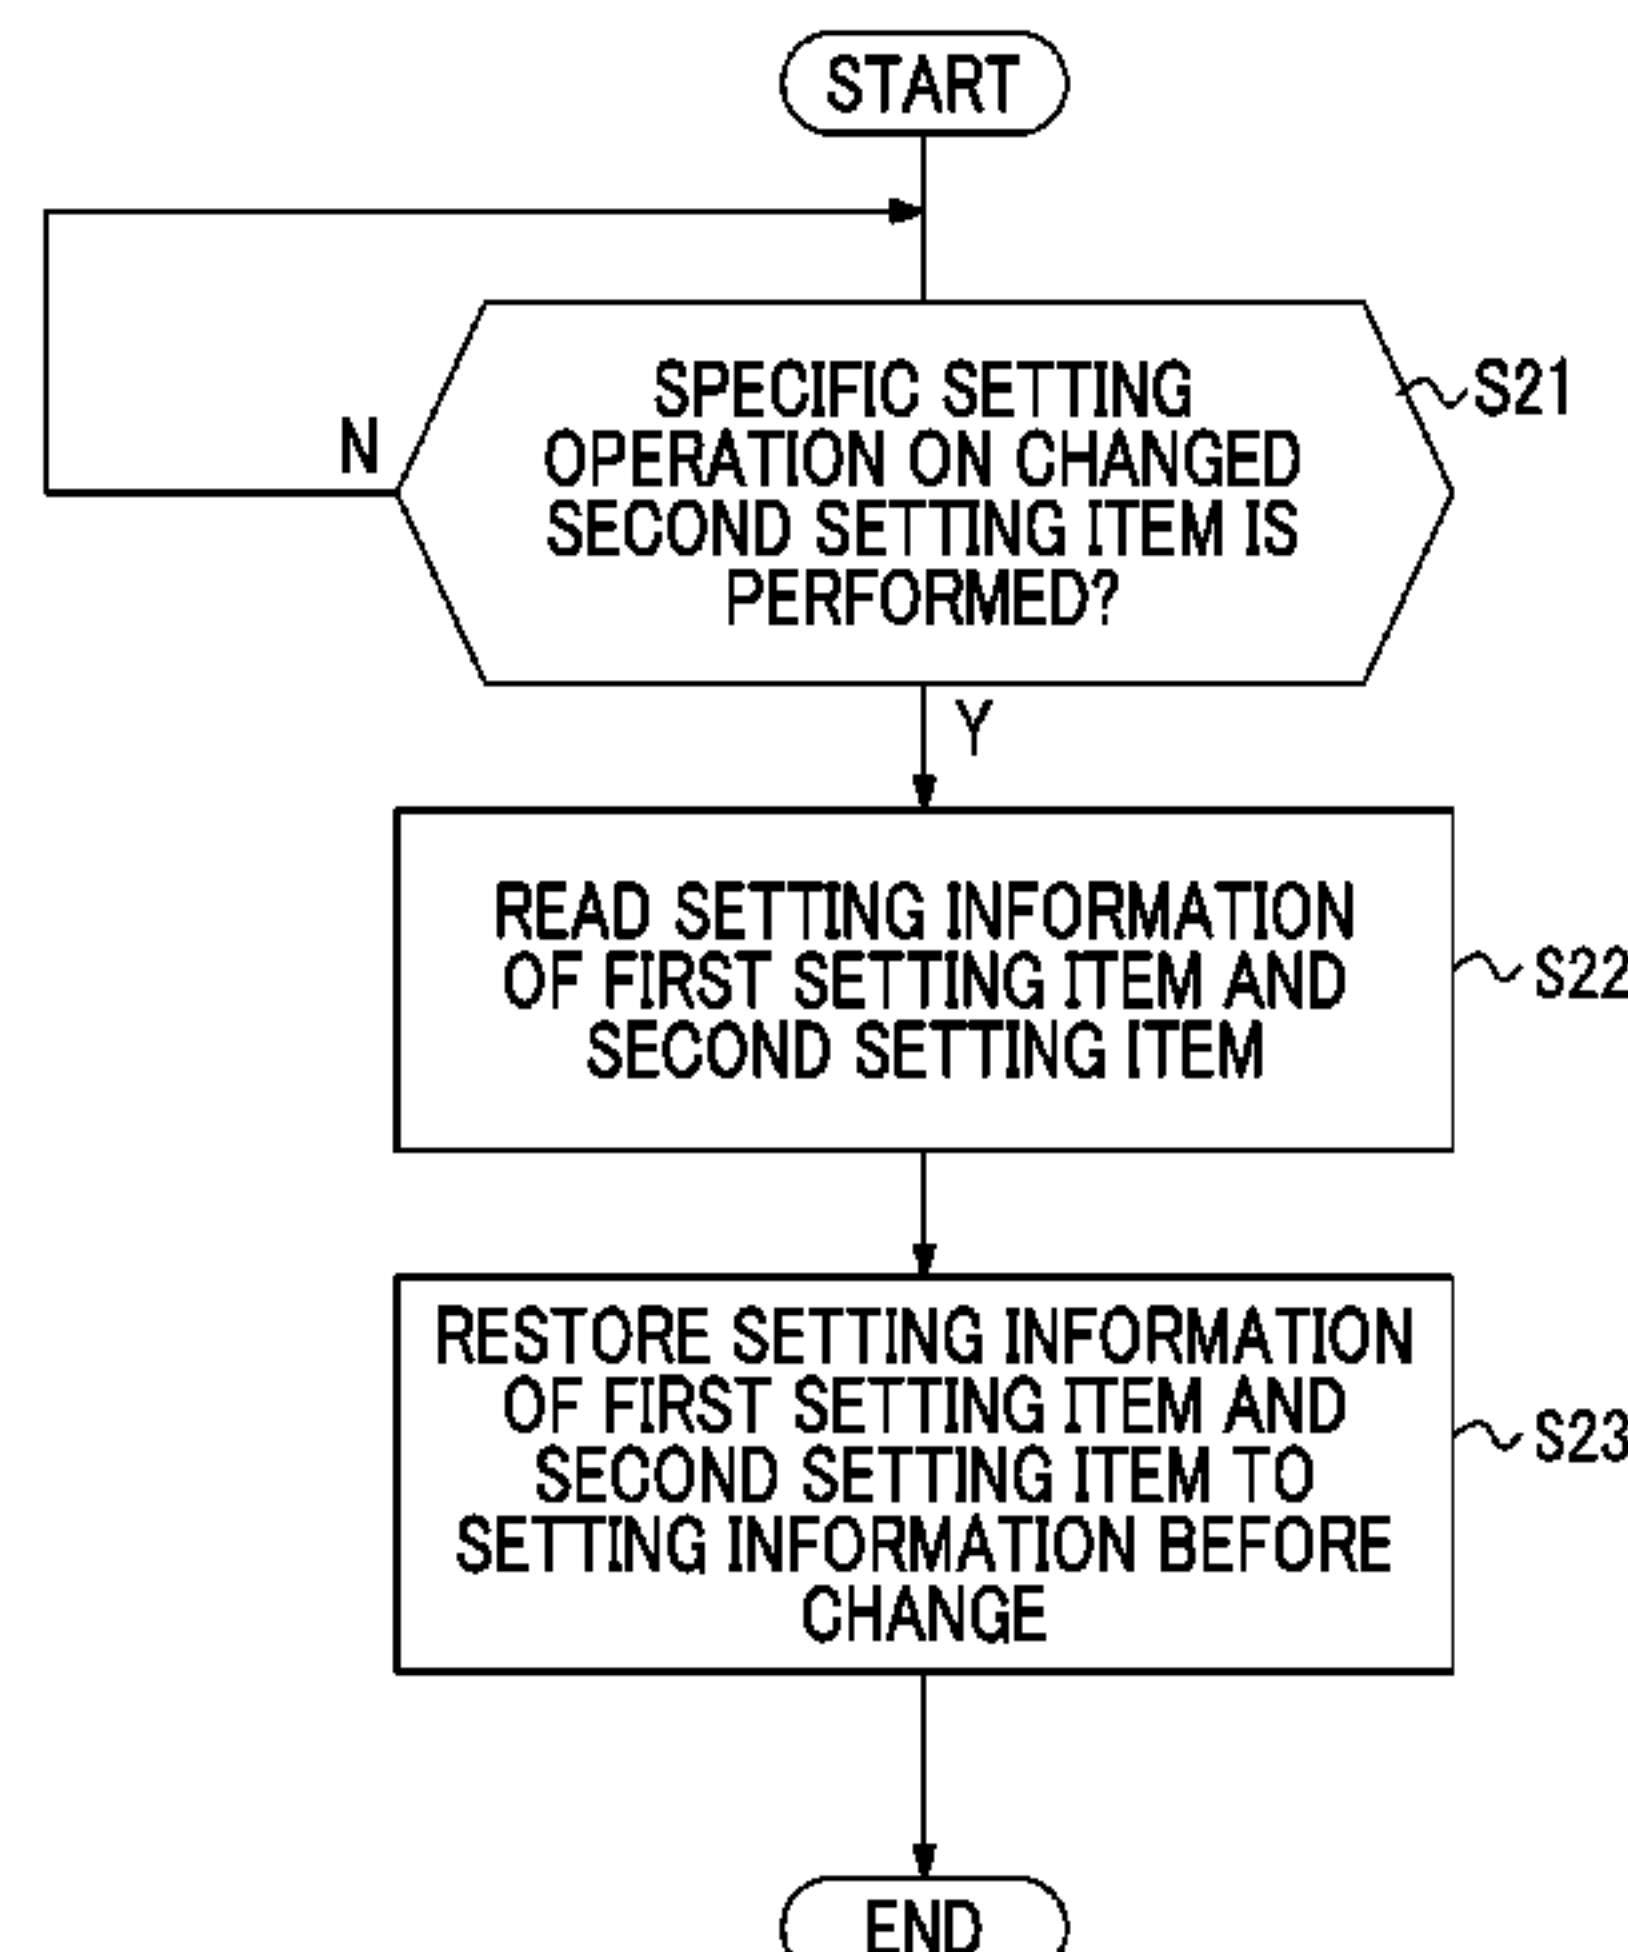 START
SPECIFIC SETTING
OPERATION ON CHANGED
SECOND SETTING ITEM IS
PERFORMED?
S21
N
Y
READ SETTING INFORMATION
OF FIRST SETTING ITEM AND
SECOND SETTING ITEM
S22
RESTORE SETTING INFORMATION
OF FIRST SETTING ITEM AND
SECOND SETTING ITEM TO
SETTING INFORMATION BEFORE
CHANGE
S23
END